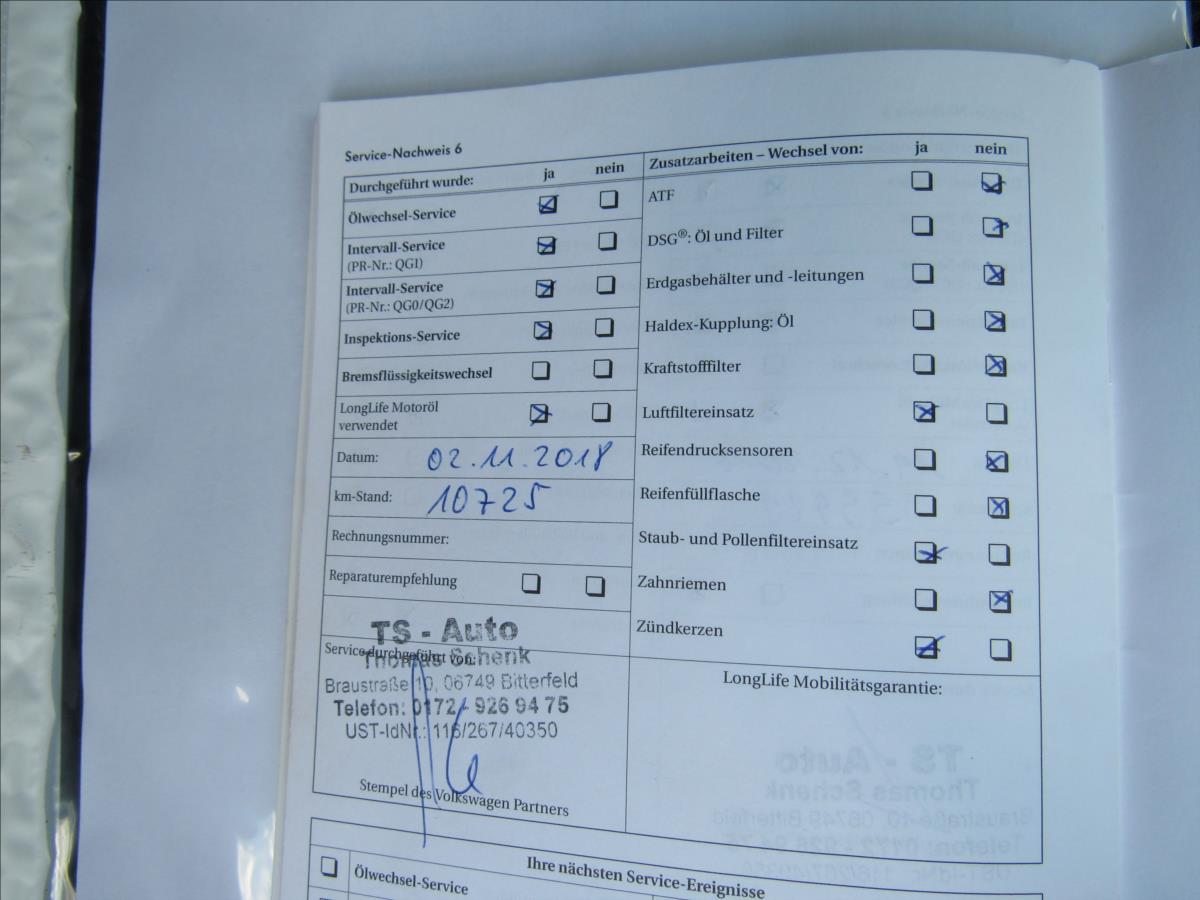 Service-Nachweis 6
Durchgeführt wurde: ja nein
Ölwechsel-Service
Intervall-Service
(PR-Nr.: QGI)
Intervall-Service
(PR-Nr.: QG0/QG2)
Inspektions-Service
Bremsflüssigkeitswechsel
LongLife Motoröl
verwendet
Datum: 02.11.2018
km-Stand: 10725
Rechnungsnummer:
Reparaturempfehlung
TS - Auto
Service durchgeführt von:
Thomas Schenk
Braustraße 10, 06749 Bitterfeld
Telefon: 0172 - 926 94 75
UST-IdNr.: 116/267/40350
Stempel des Volkswagen Partners
Zusatzarbeiten – Wechsel von: ja nein
ATF
DSG®: Öl und Filter
Erdgasbehälter und -leitungen
Haldex-Kupplung: Öl
Kraftstofffilter
Luftfiltereinsatz
Reifendrucksensoren
Reifenfüllflasche
Staub- und Pollenfiltereinsatz
Zahnriemen
Zündkerzen
LongLife Mobilitätsgarantie:
Ihre nächsten Service-Ereignisse
Ölwechsel-Service